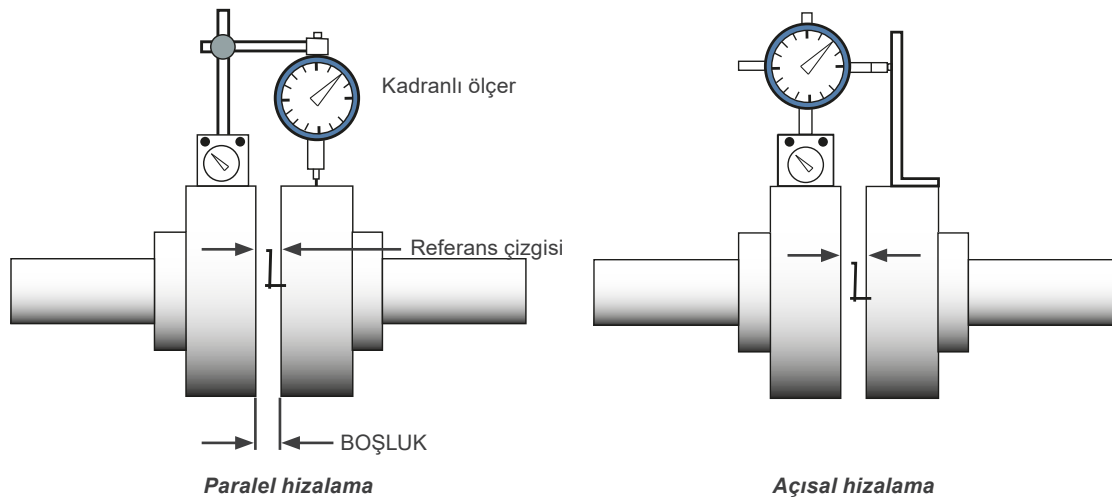 Kadranlı ölçer
Referans çizgisi
BOŞLUK
Paralel hizalama
Açısal hizalama